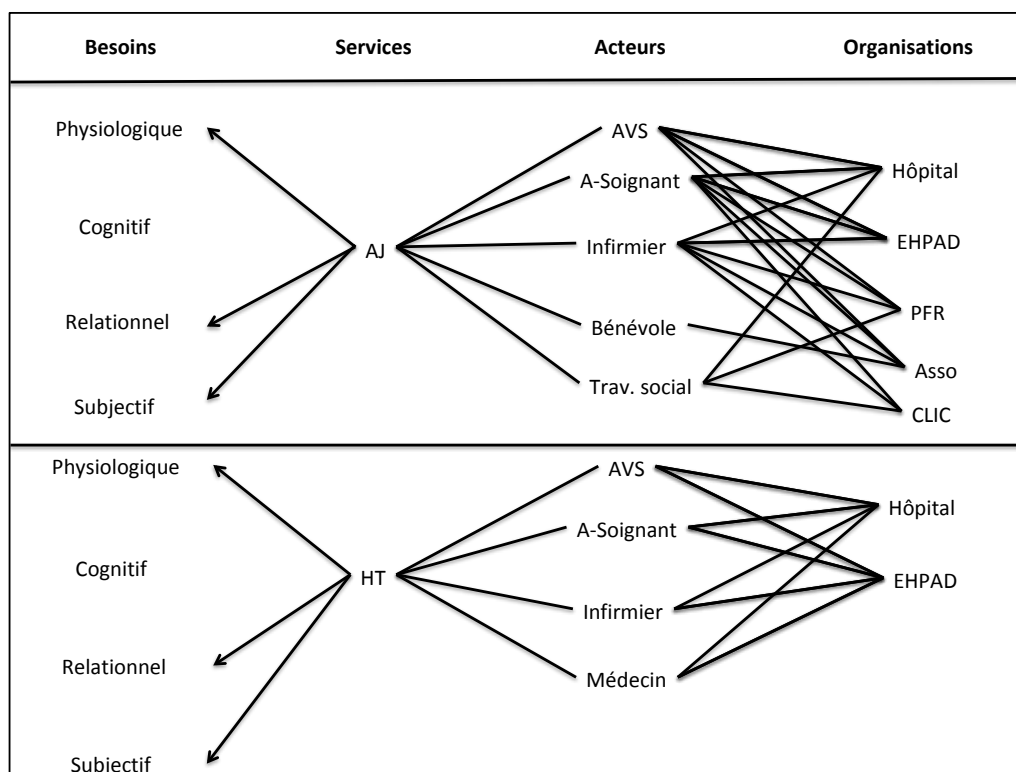 Besoins Services Acteurs Organisations
Physiologique AVS
A-Soignant Hôpital
Cognitif
AJ Infirmier EHPAD
Relationnel Bénévole PFR
Asso
Trav. social
Subjectif CLIC
Physiologique AVS
Hôpital
A-Soignant
Cognitif HT EHPAD
Infirmier
Relationnel Médecin
Subjectif